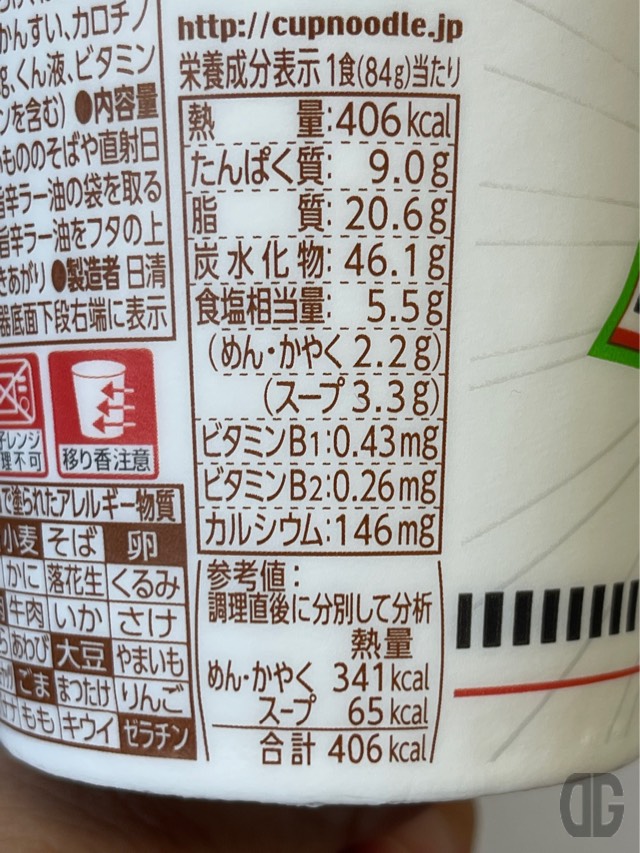 かんすい、カロチノ
くん液、ビタミン
ンを含む) ●内容量
もののそばや直射日
辛ラー油の袋を取る
旨辛ラー油をフタの上
きあがり ●製造者 日清
器底面下段右端に表示
レンジ
理不可
移り香注意
で塗られたアレルギー物質
小麦 そば 卵
かに 落花生 くるみ
牛肉 いか さけ
あわび 大豆 やまいも
ごま まつたけ りんご
もも キウイ ゼラチン
http://cupnoodle.jp
栄養成分表示 1食(84g)当たり
熱量:406kcal
たんぱく質: 9.0g
脂質:20.6g
炭水化物:46.1g
食塩相当量: 5.5g
(めん・かやく2.2g)
(スープ3.3g)
ビタミンB1:0.43mg
ビタミンB2:0.26mg
カルシウム:146mg
参考値:
調理直後に分別して分析
熱量
めん・かやく 341kcal
スープ 65kcal
合計 406kcal
DG